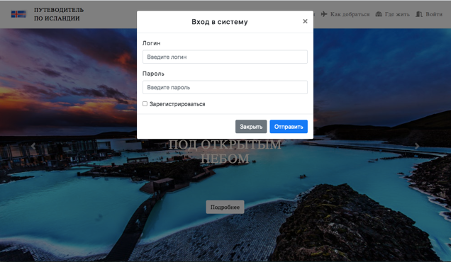 ПУТЕВОДИТЕЛЬ
ПО ИСЛАНДИИ
Как добраться
Где жить
Войти
Вход в систему
×
Логин
Введите логин
Пароль
Введите пароль
Зарегистрироваться
Закрыть
Отправить
ПОД ОТКРЫТЫМ
НЕБОМ
Подробнее